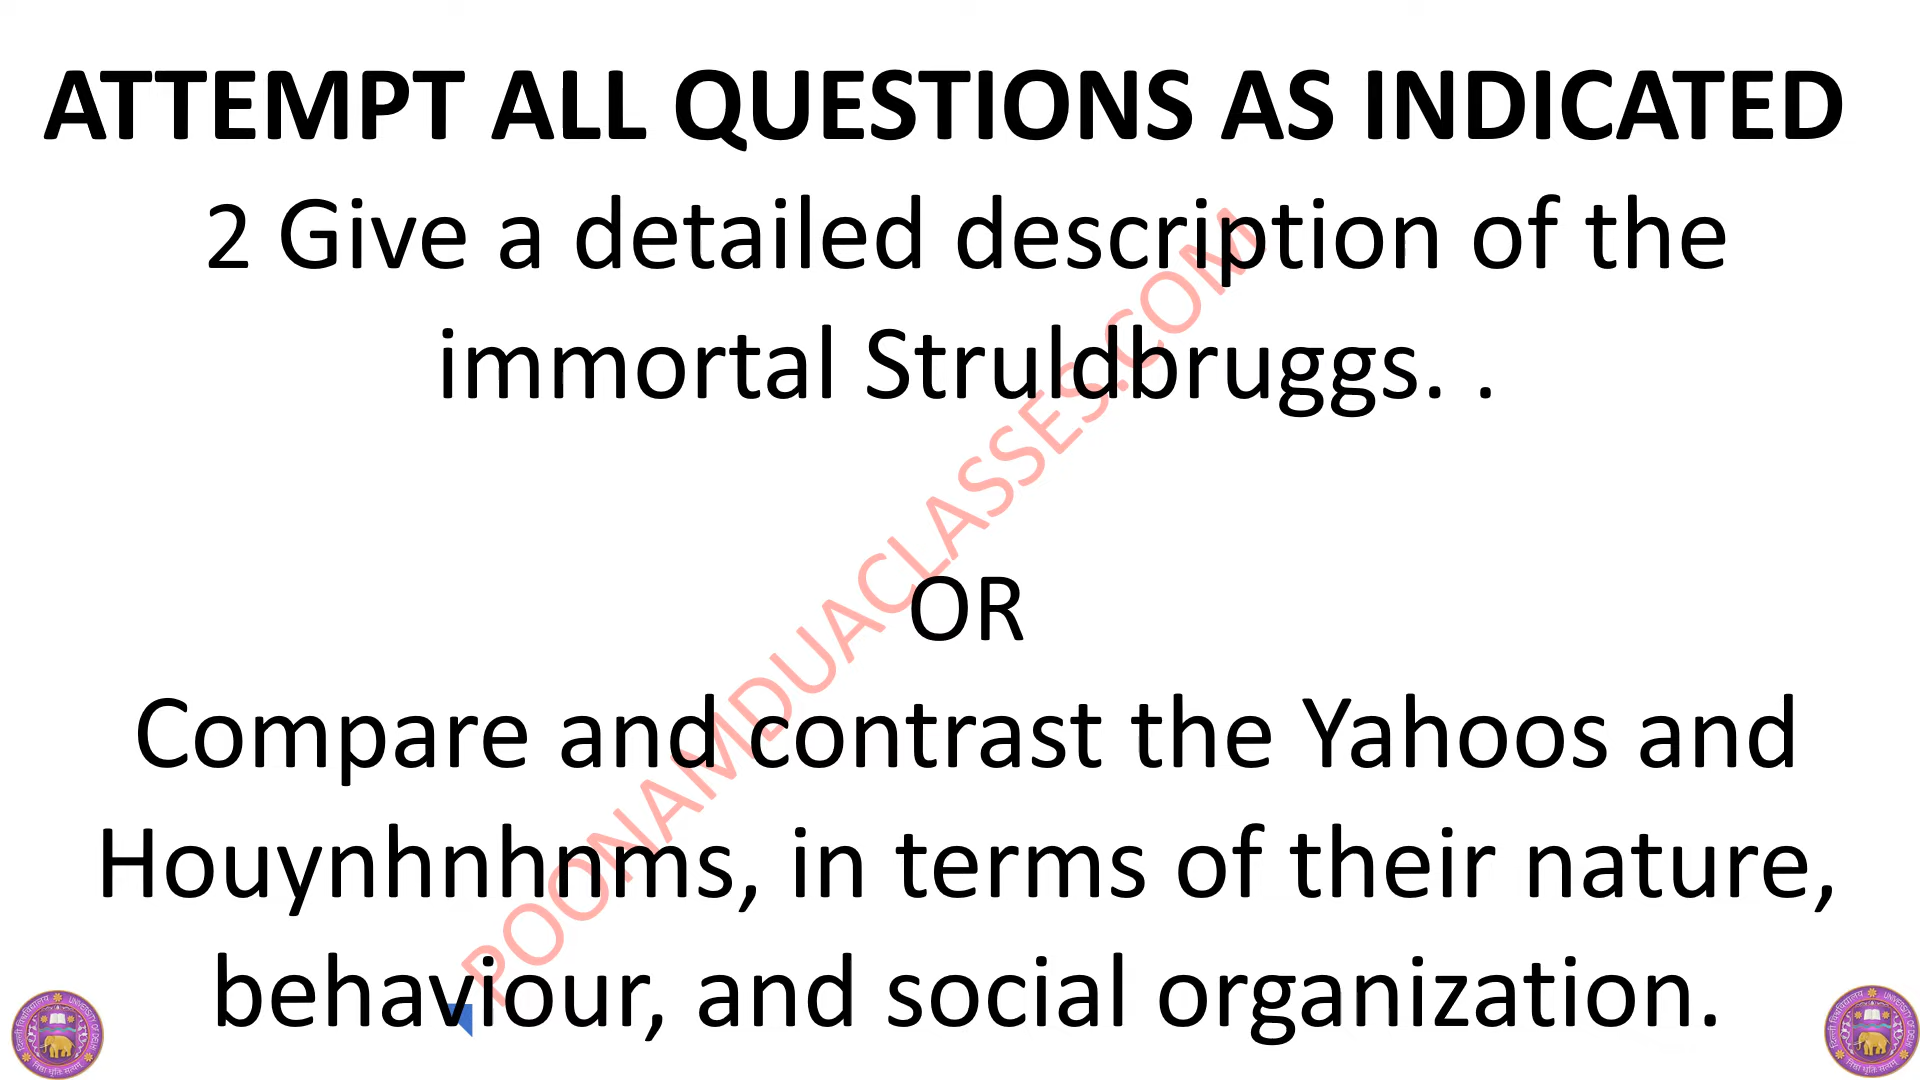 ATTEMPT ALL QUESTIONS AS INDICATED
2 Give a detailed description of the
immortal Struldbruggs. .
OR
Compare and contrast the Yahoos and
Houynhnhnms, in terms of their nature,
behaviour, and social organization.
POONAMDUACLASSES.COM